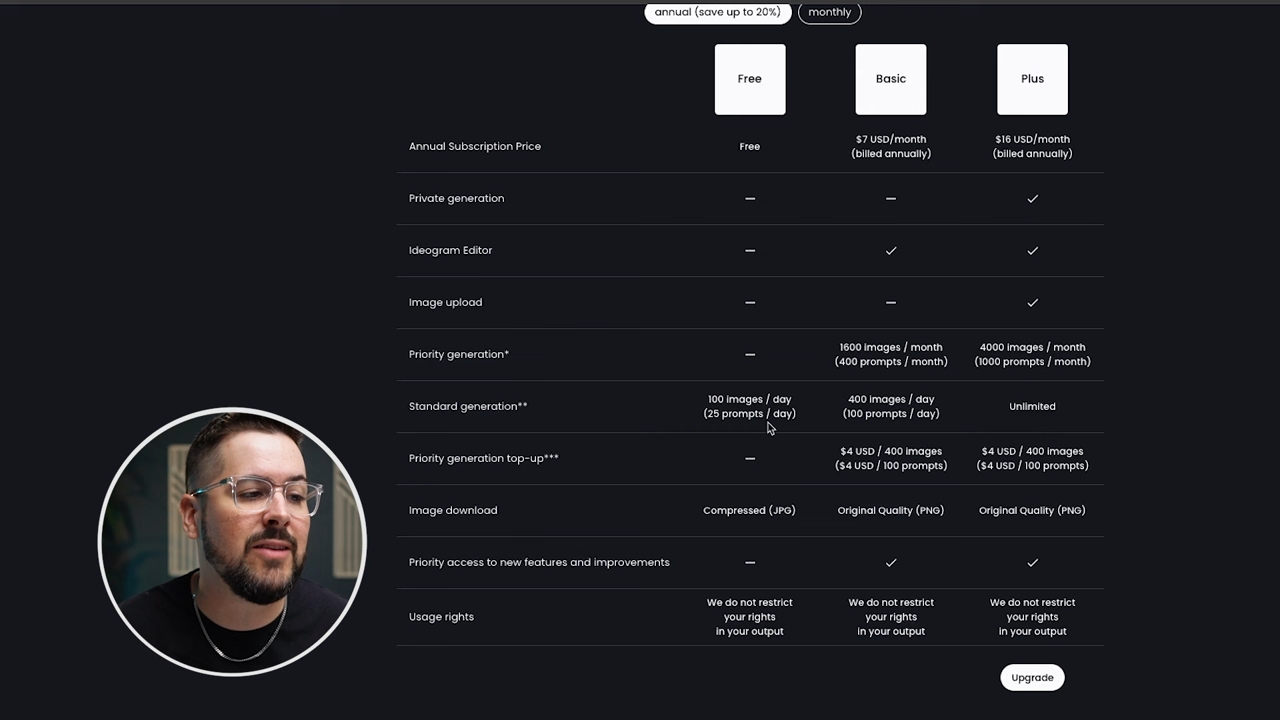 annual (save up to 20%) monthly
Free Basic Plus
Annual Subscription Price Free $7 USD/month (billed annually) $16 USD/month (billed annually)
Private generation — — ✓
Ideogram Editor — ✓ ✓
Image upload — — ✓
Priority generation* — 1600 images / month (400 prompts / month) 4000 images / month (1000 prompts / month)
Standard generation** 100 images / day (25 prompts / day) 400 images / day (100 prompts / day) Unlimited
Priority generation top-up*** — $4 USD / 400 images ($4 USD / 100 prompts) $4 USD / 400 images ($4 USD / 100 prompts)
Image download Compressed (JPG) Original Quality (PNG) Original Quality (PNG)
Priority access to new features and improvements — ✓ ✓
Usage rights We do not restrict your rights in your output We do not restrict your rights in your output We do not restrict your rights in your output
Upgrade